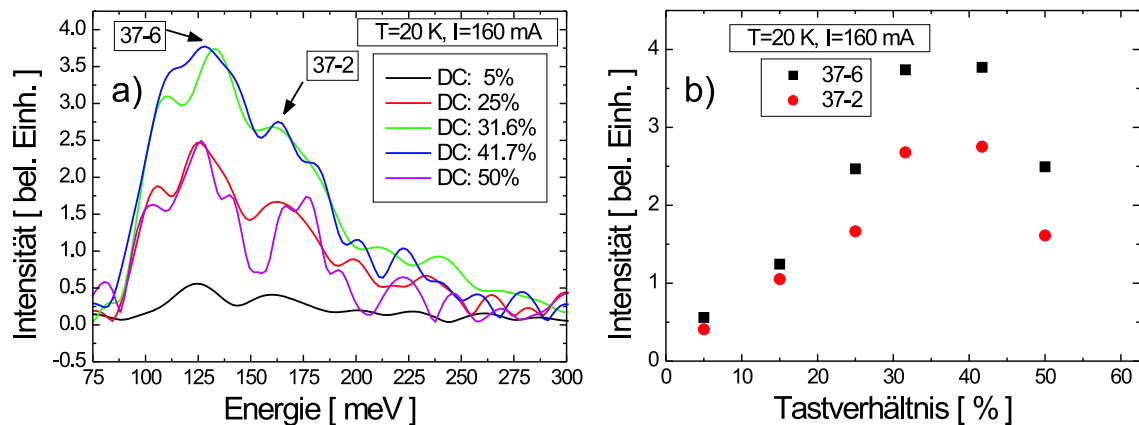 a)
T=20 K, I=160 mA
37-6
37-2
DC: 5%
DC: 25%
DC: 31.6%
DC: 41.7%
DC: 50%
Intensität [ bel. Einh. ]
4.0
3.5
3.0
2.5
2.0
1.5
1.0
0.5
0.0
-0.5
75 100 125 150 175 200 225 250 275 300
Energie [ meV ]
b)
T=20 K, I=160 mA
37-6
37-2
Intensität [ bel. Einh. ]
4
3
2
1
0
0 10 20 30 40 50 60
Tastverhältnis [ % ]